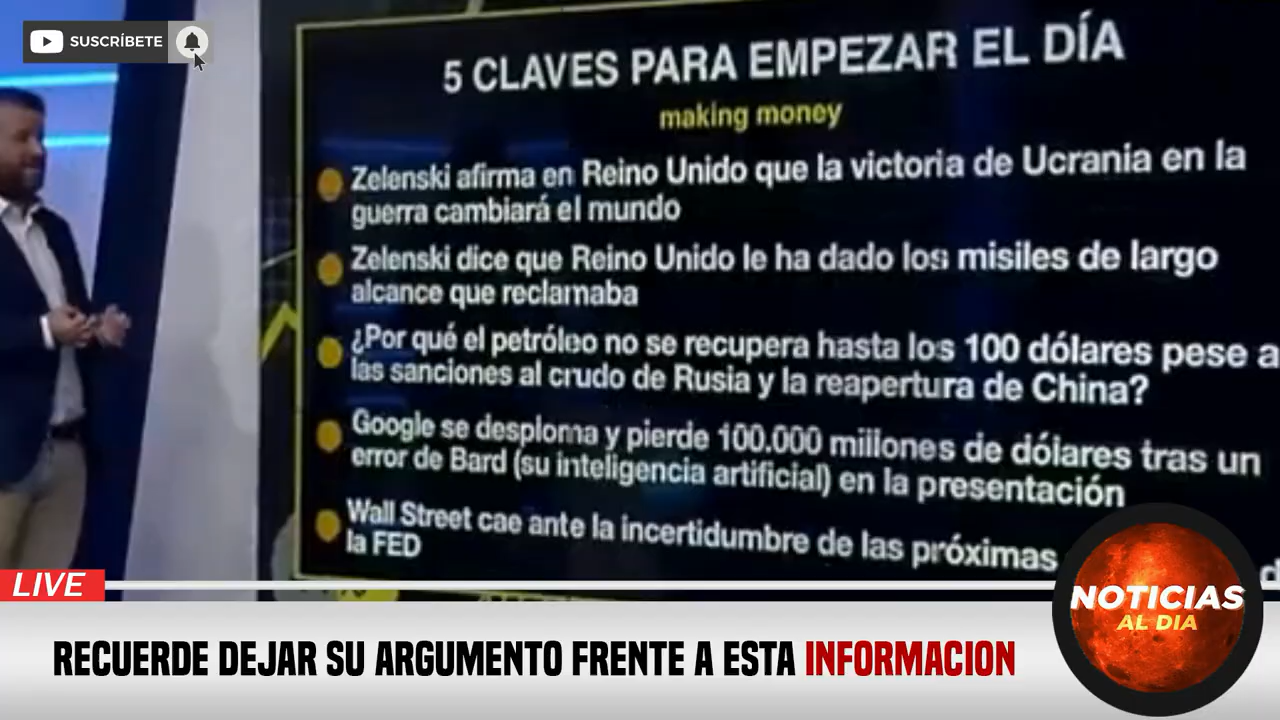 SUSCRÍBETE
5 CLAVES PARA EMPEZAR EL DÍA
making money
Zelenski afirma en Reino Unido que la victoria de Ucrania en la
guerra cambiará el mundo
Zelenski dice que Reino Unido le ha dado los misiles de largo
alcance que reclamaba
¿Por qué el petróleo no se recupera hasta los 100 dólares pese a
las sanciones al crudo de Rusia y la reapertura de China?
Google se desploma y pierde 100.000 millones de dólares tras un
error de Bard (su inteligencia artificial) en la presentación
Wall Street cae ante la incertidumbre de las próximas
la FED
LIVE
NOTICIAS
AL DIA
RECUERDE DEJAR SU ARGUMENTO FRENTE A ESTA INFORMACION